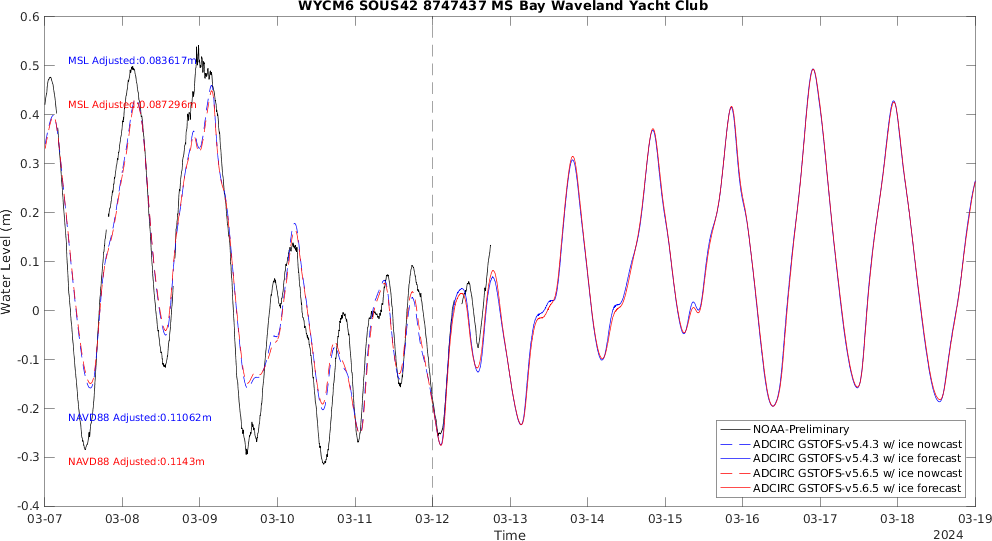 WYCM6 SOUS42 8747437 MS Bay Waveland Yacht Club
0.6
0.5
0.4
0.3
0.2
0.1
0
-0.1
-0.2
-0.3
-0.4
Water Level (m)
MSL Adjusted:0.083617m
MSL Adjusted:0.087296m
NAVD88 Adjusted:0.11062m
NAVD88 Adjusted:0.1143m
NOAA-Preliminary
ADCIRC GSTOFS-v5.4.3 w/ ice nowcast
ADCIRC GSTOFS-v5.4.3 w/ ice forecast
ADCIRC GSTOFS-v5.6.5 w/ ice nowcast
ADCIRC GSTOFS-v5.6.5 w/ ice forecast
03-07 03-08 03-09 03-10 03-11 03-12 03-13 03-14 03-15 03-16 03-17 03-18 03-19
Time
2024